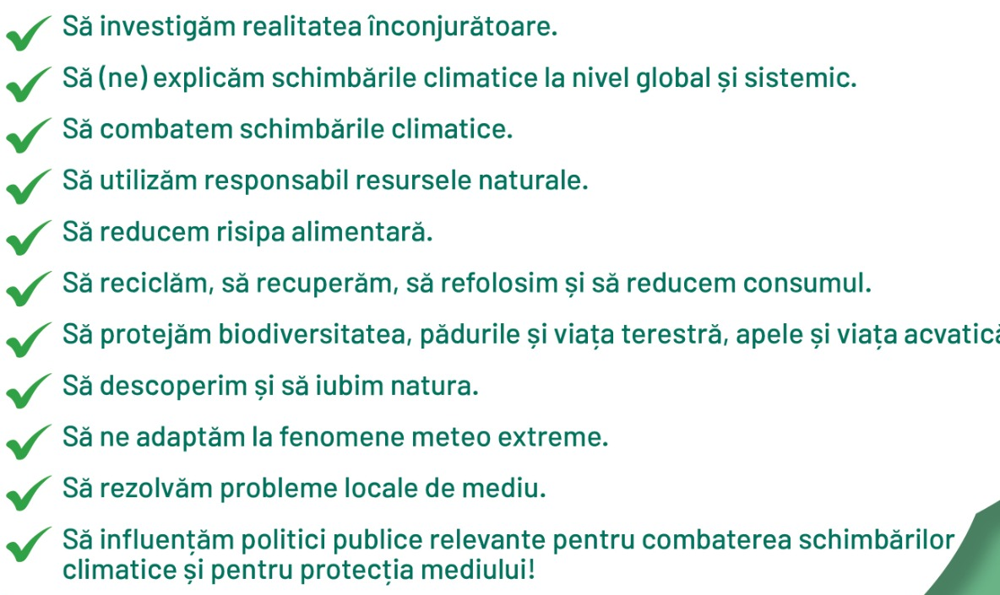 Să investigăm realitatea înconjurătoare.
Să (ne) explicăm schimbările climatice la nivel global și sistemic.
Să combatem schimbările climatice.
Să utilizăm responsabil resursele naturale.
Să reducem risipa alimentară.
Să reciclăm, să recuperăm, să refolosim și să reducem consumul.
Să protejăm biodiversitatea, pădurile și viața terestră, apele și viața acvatică
Să descoperim și să iubim natura.
Să ne adaptăm la fenomene meteo extreme.
Să rezolvăm probleme locale de mediu.
Să influențăm politici publice relevante pentru combaterea schimbărilor
climatice și pentru protecția mediului!